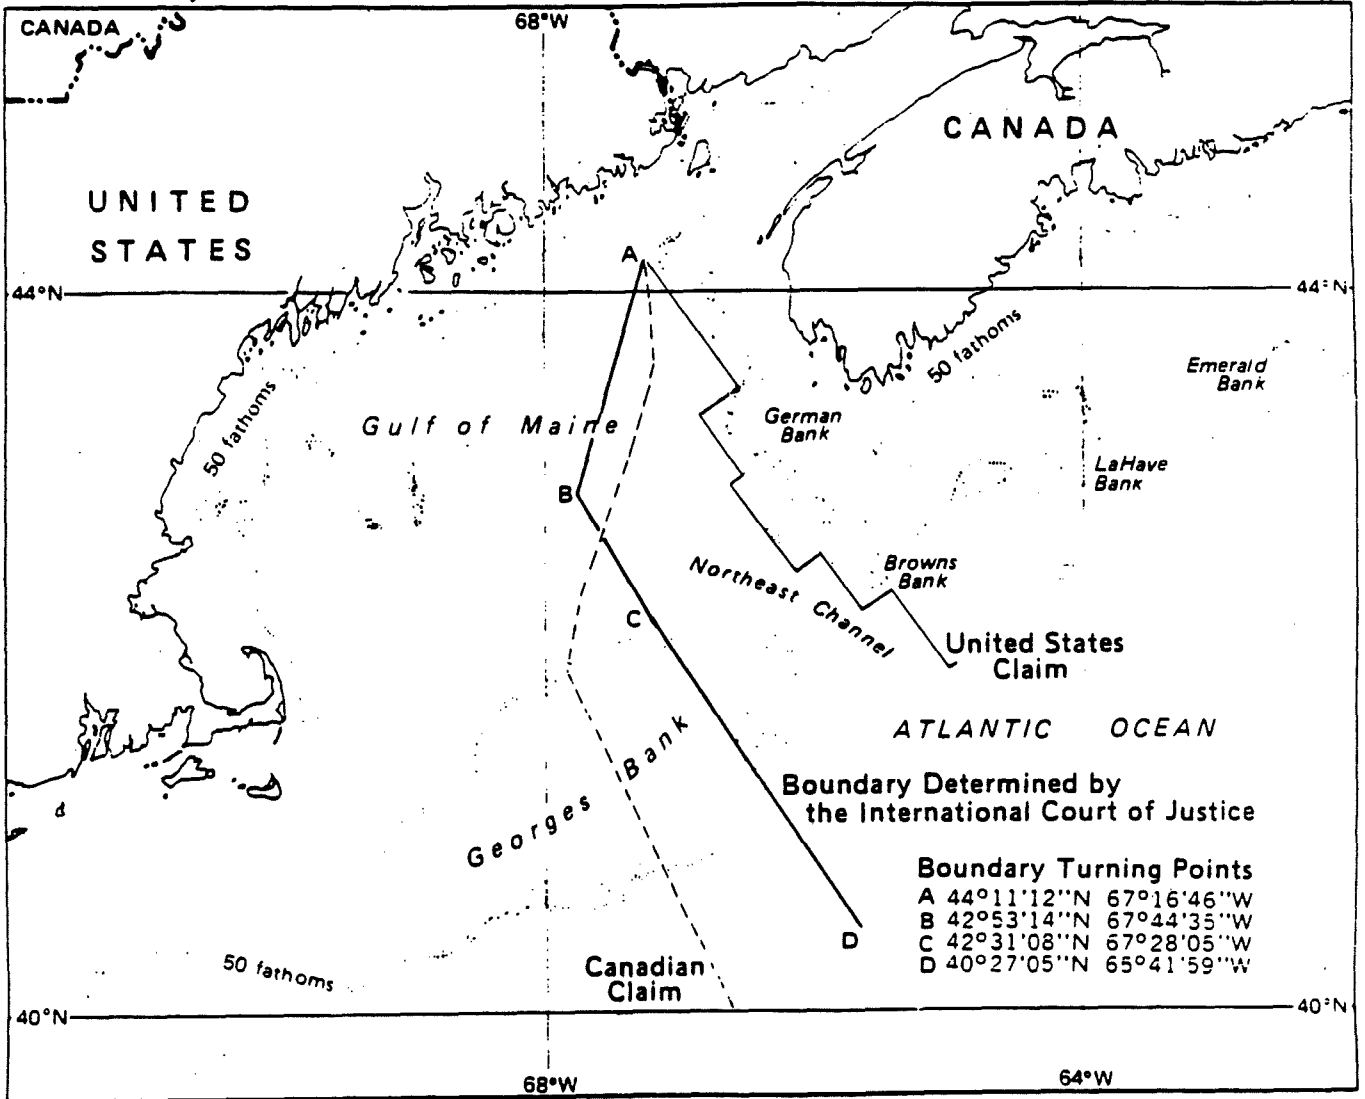 CANADA
68°W
CANADA
UNITED
STATES
A
44°N
44°N
50 fathoms
50 fathoms
Emerald
Bank
Gulf of Maine
German
Bank
LaHave
Bank
B
Northeast Channel
Browns
Bank
C
United States
Claim
ATLANTIC OCEAN
Georges Bank
Boundary Determined by
the International Court of Justice
Boundary Turning Points
A 44°11'12"N 67°16'46"W
B 42°53'14"N 67°44'35"W
C 42°31'08"N 67°28'05"W
D 40°27'05"N 65°41'59"W
D
50 fathoms
Canadian
Claim
40°N
40°N
68°W
64°W